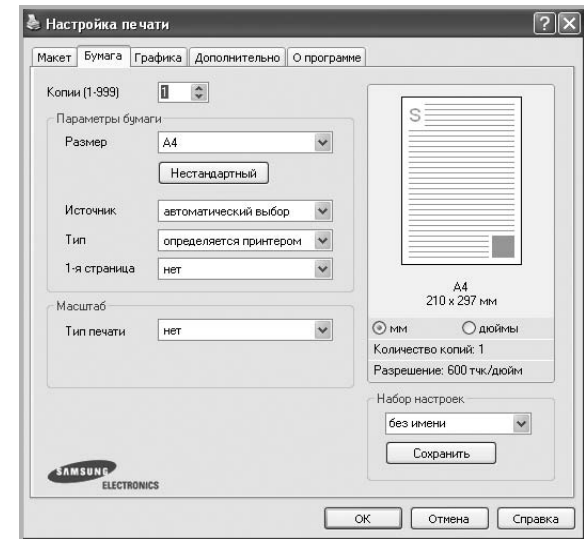 Настройка печати
Макет Бумага Графика Дополнительно О программе
Копии (1-999) 1
Параметры бумаги
Размер A4
Нестандартный
Источник автоматический выбор
Тип определяется принтером
1-я страница нет
Масштаб
Тип печати нет
S
A4
210 x 297 мм
мм дюймы
Количество копий: 1
Разрешение: 600 тчк/дюйм
Набор настроек
без имени
Сохранить
SAMSUNG
ELECTRONICS
OK Отмена Справка